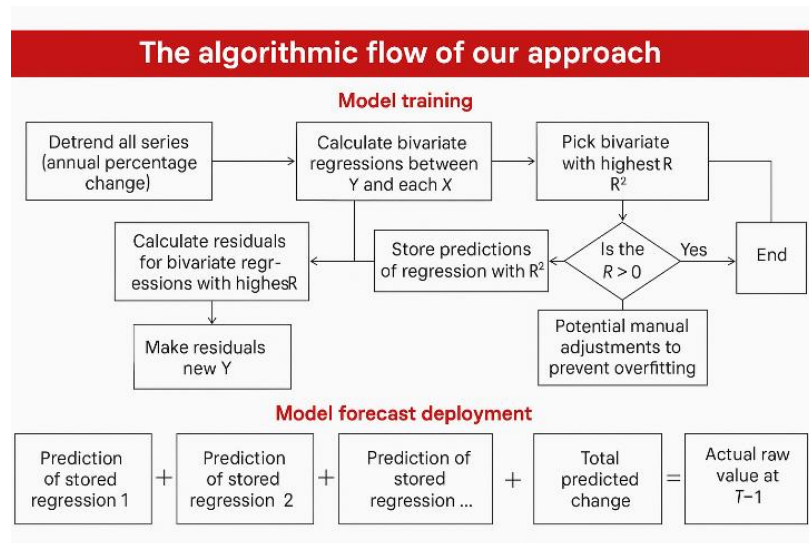 The algorithmic flow of our approach
Model training
Detrend all series
(annual percentage
change)
Calculate bivariate
regressions between
Y and each X
Pick bivariate
with highest R
R²
Calculate residuals
for bivariate regr-
essions with highesR
Store predictions
of regression with R²
Is the
R > 0
Yes
End
Make residuals
new Y
Potential manual
adjustments to
prevent overfitting
Model forecast deployment
Prediction
of stored
regression 1
+
Prediction
of stored
regression 2
+
Prediction of
stored
regression ...
+
Total
predicted
change
=
Actual raw
value at
T–1